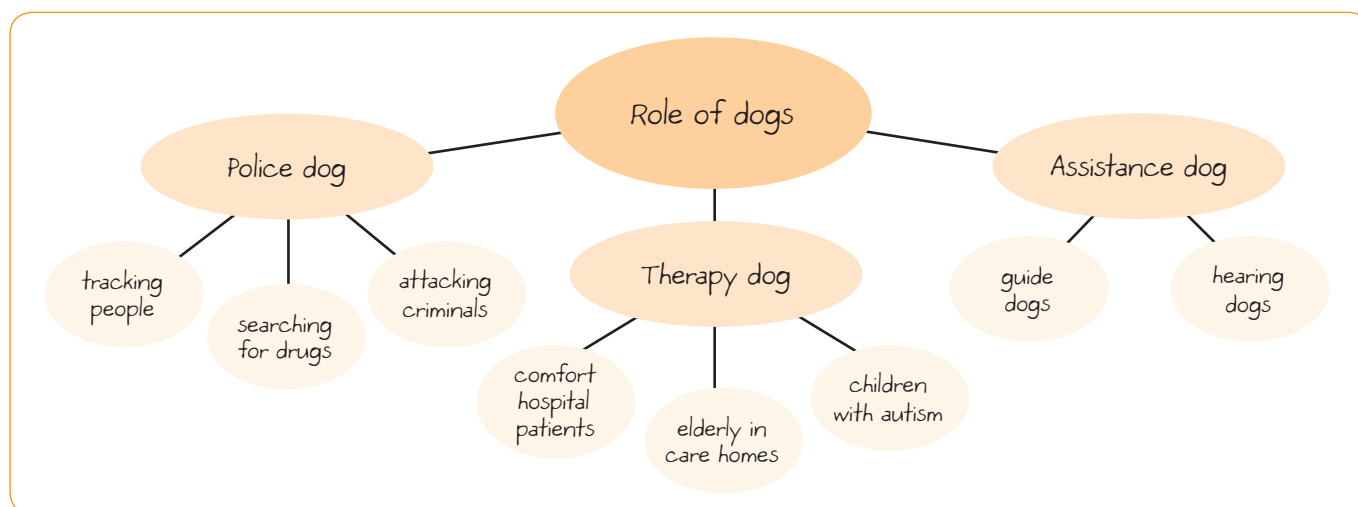 Role of dogs
Police dog
tracking
people
searching
for drugs
attacking
criminals
Therapy dog
comfort
hospital
patients
elderly in
care homes
children
with autism
Assistance dog
guide
dogs
hearing
dogs